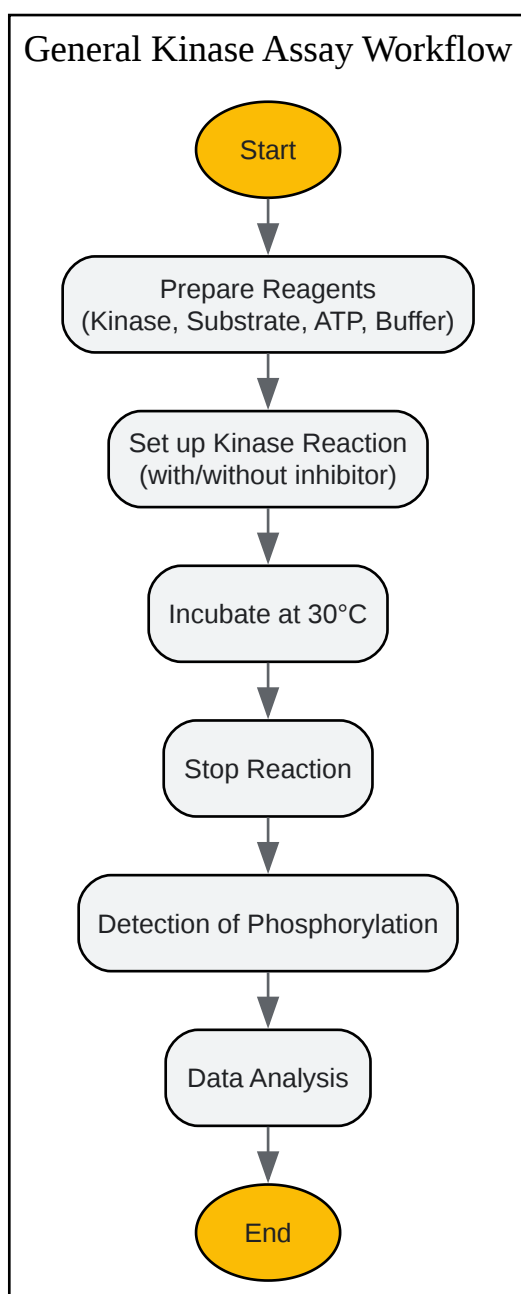 General Kinase Assay Workflow
Start
Prepare Reagents
(Kinase, Substrate, ATP, Buffer)
Set up Kinase Reaction
(with/without inhibitor)
Incubate at 30°C
Stop Reaction
Detection of Phosphorylation
Data Analysis
End